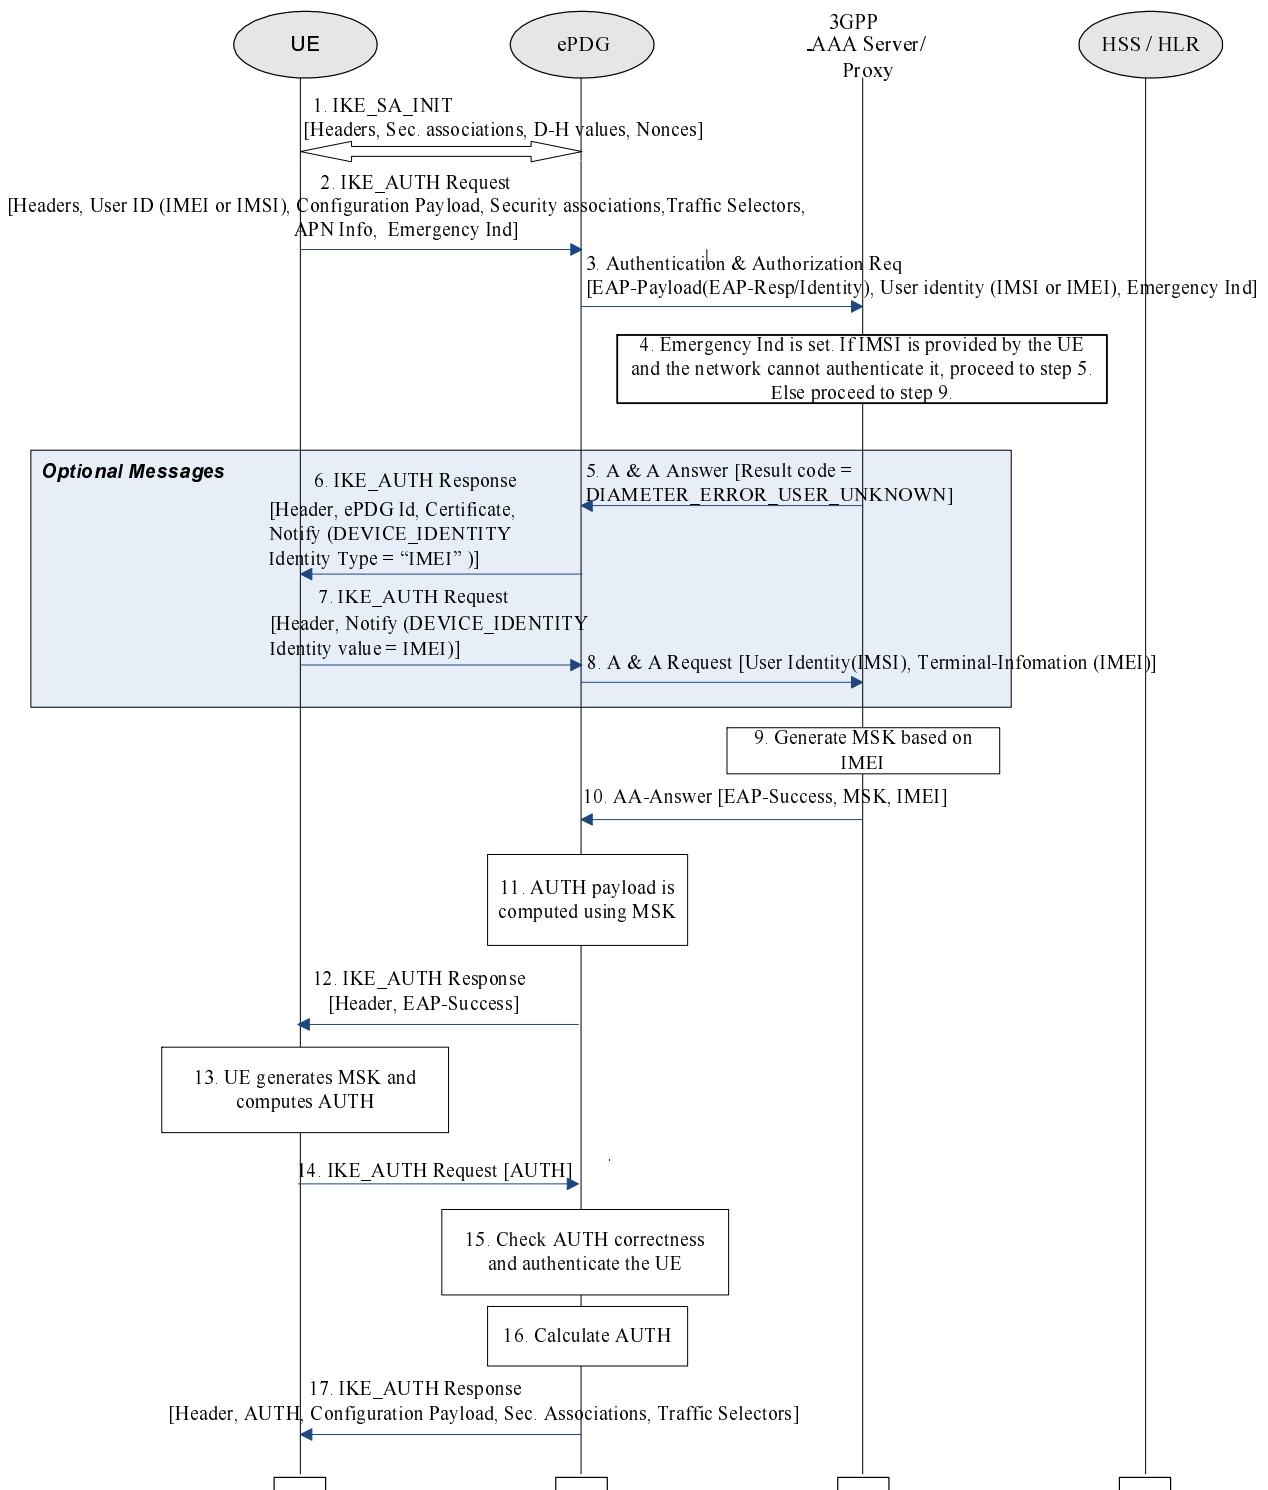 UE
ePDG
3GPP
AAA Server/
Proxy
HSS / HLR
1. IKE_SA_INIT
[Headers, Sec. associations, D-H values, Nonces]
2. IKE_AUTH Request
[Headers, User ID (IMEI or IMSI), Configuration Payload, Security associations,Traffic Selectors,
APN Info, Emergency Ind]
3. Authentication & Authorization Req
[EAP-Payload(EAP-Resp/Identity), User identity (IMSI or IMEI), Emergency Ind]
4. Emergency Ind is set. If IMSI is provided by the UE
and the network cannot authenticate it, proceed to step 5.
Else proceed to step 9.
Optional Messages
5. A & A Answer [Result code =
DIAMETER_ERROR_USER_UNKNOWN]
6. IKE_AUTH Response
[Header, ePDG Id, Certificate,
Notify (DEVICE_IDENTITY
Identity Type = “IMEI” )]
7. IKE_AUTH Request
[Header, Notify (DEVICE_IDENTITY
Identity value = IMEI)]
8. A & A Request [User Identity(IMSI), Terminal-Infomation (IMEI)]
9. Generate MSK based on
IMEI
10. AA-Answer [EAP-Success, MSK, IMEI]
11. AUTH payload is
computed using MSK
12. IKE_AUTH Response
[Header, EAP-Success]
13. UE generates MSK and
computes AUTH
14. IKE_AUTH Request [AUTH]
15. Check AUTH correctness
and authenticate the UE
16. Calculate AUTH
17. IKE_AUTH Response
[Header, AUTH, Configuration Payload, Sec. Associations, Traffic Selectors]